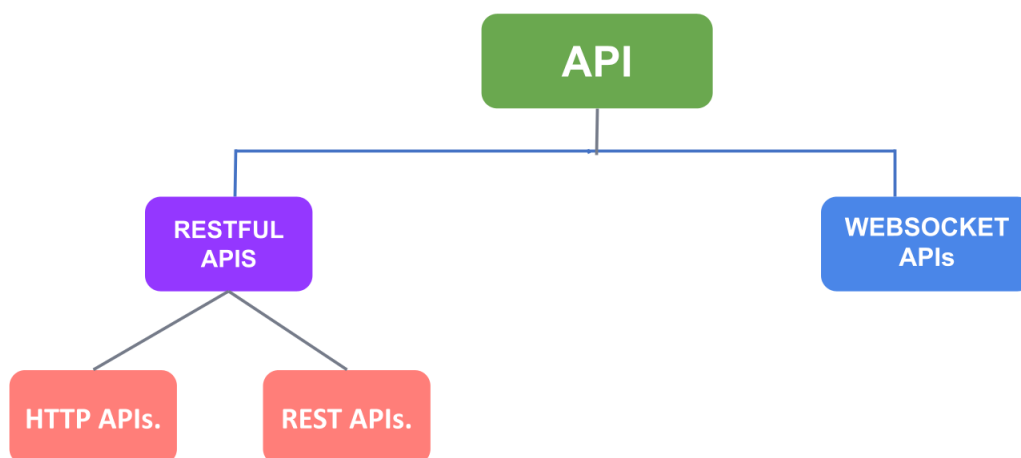 API
RESTFUL
APIS
WEBSOCKET
APIs
HTTP APIs.
REST APIs.